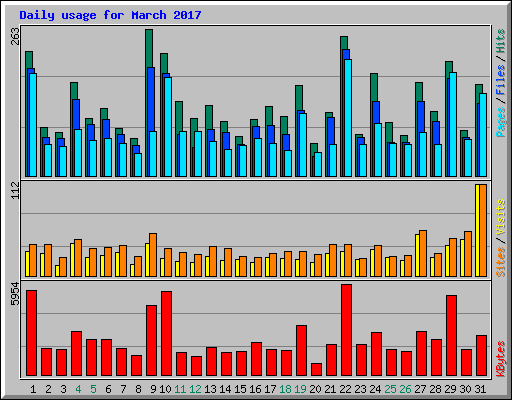 Daily usage for March 2017
263
Pages / Files / Hits
112
Sites / Visits
5954
KBytes
1 2 3 4 5 6 7 8 9 10 11 12 13 14 15 16 17 18 19 20 21 22 23 24 25 26 27 28 29 30 31